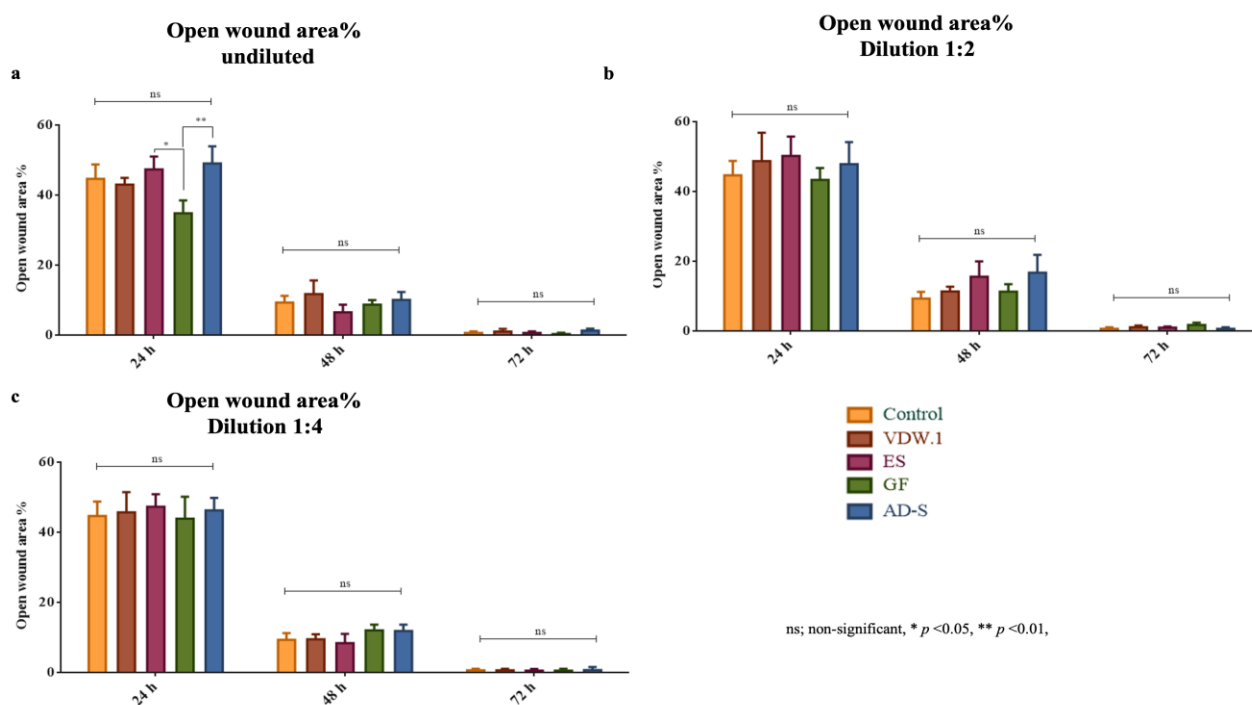 Open wound area%
undiluted
a
ns
**
*
ns
ns
60
40
20
0
Open wound area %
24 h
48 h
72 h
Open wound area%
Dilution 1:2
b
ns
ns
ns
60
40
20
0
Open wound area %
24 h
48 h
72 h
c
Open wound area%
Dilution 1:4
ns
ns
ns
60
40
20
0
Open wound area %
24 h
48 h
72 h
Control
VDW.1
ES
GF
AD-S
ns; non-significant, * p <0.05, ** p <0.01,